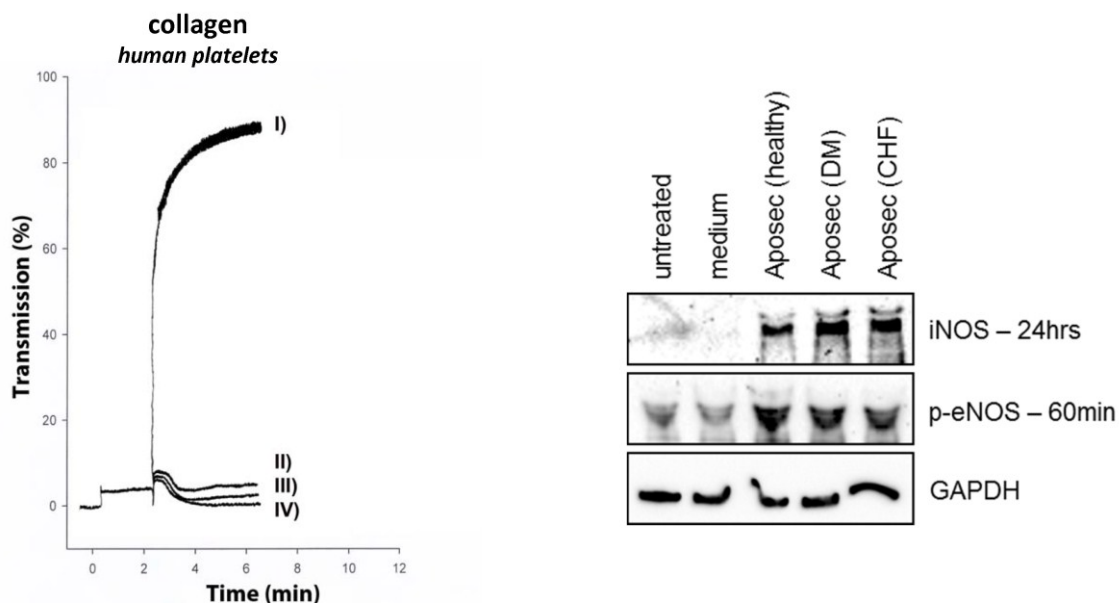 collagen
human platelets
Transmission (%)
100
80
60
40
20
0
I)
II)
III)
IV)
0 2 4 6 8 10 12
Time (min)
untreated
medium
Aposec (healthy)
Aposec (DM)
Aposec (CHF)
iNOS – 24hrs
p-eNOS – 60min
GAPDH